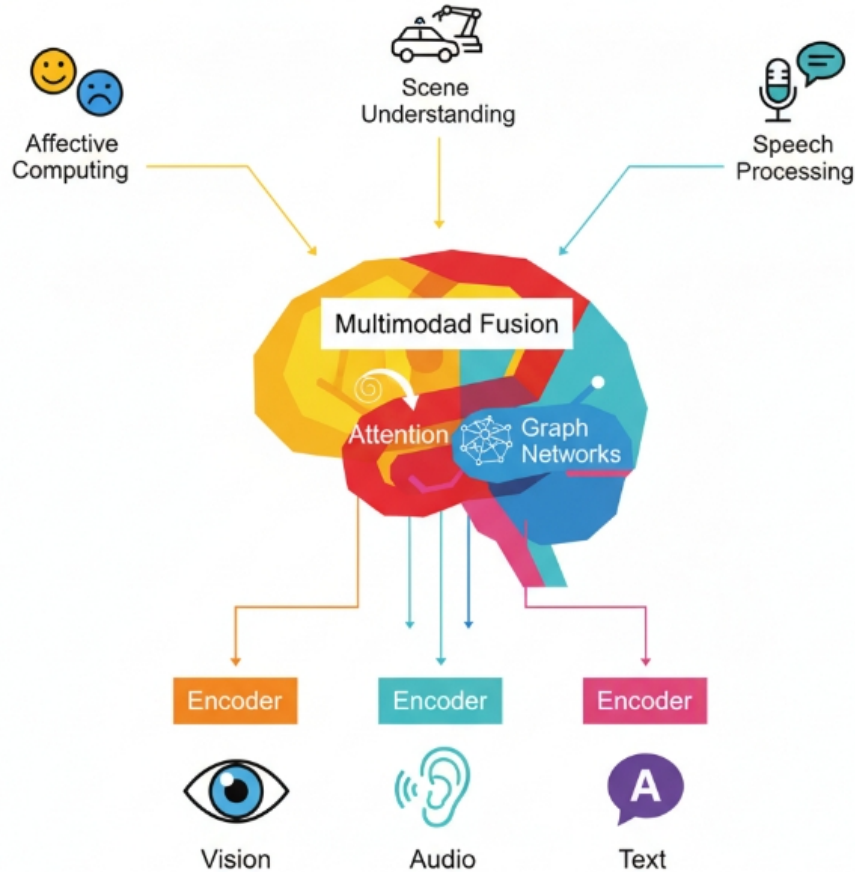 Scene
Understanding
Affective
Computing
Speech
Processing
Multimodad Fusion
Attention
Graph
Networks
Encoder
Encoder
Encoder
A
Vision
Audio
Text